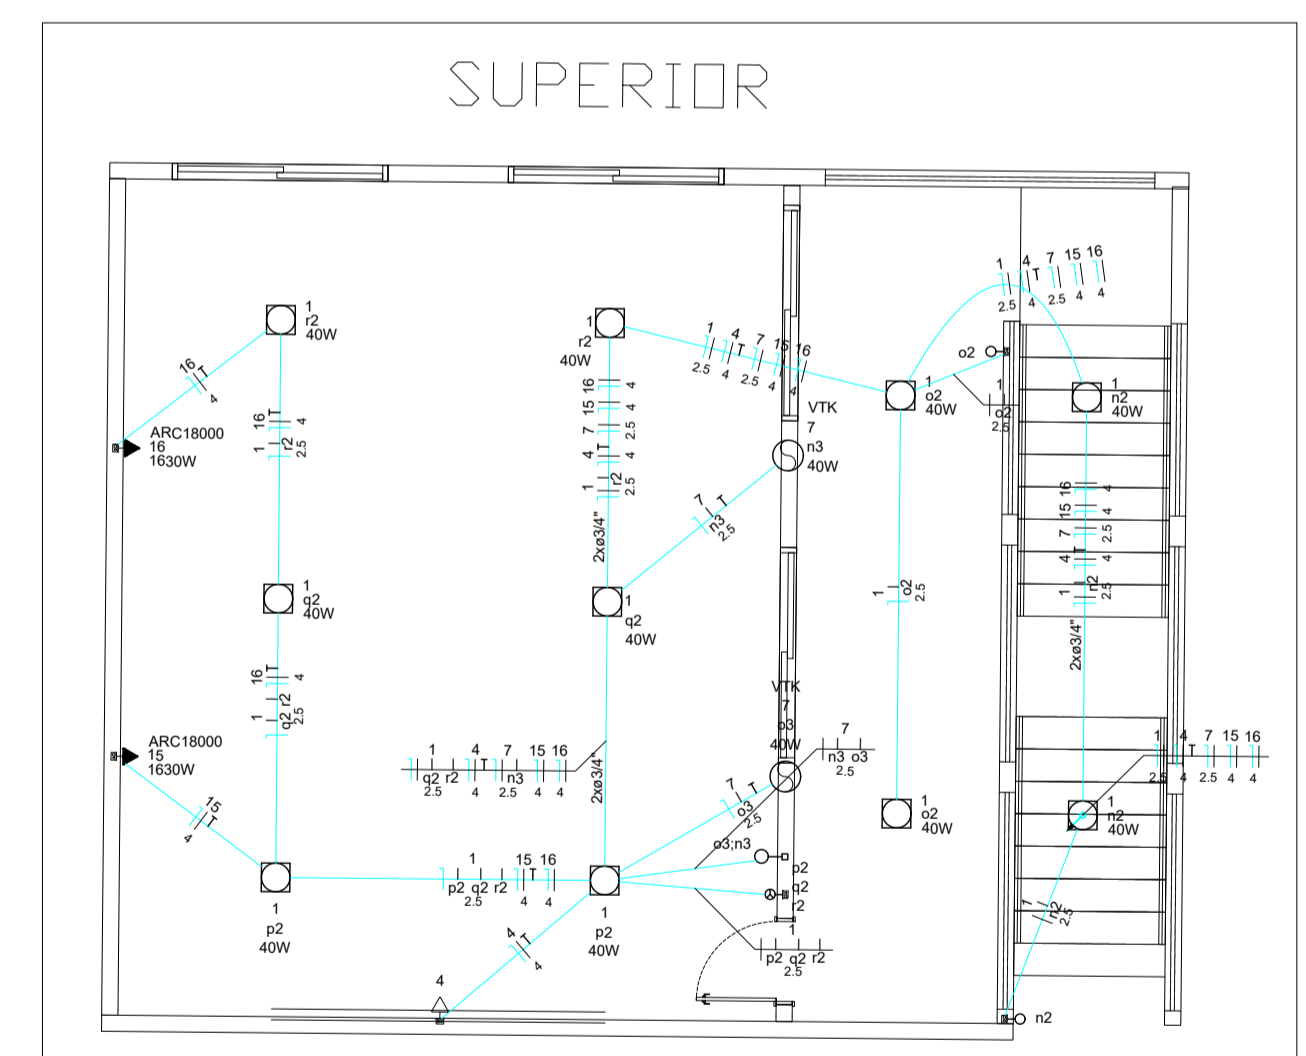 SUPERIOR
1 4 T 7 15 16
2.5 4 2.5 4 4
1
r2
40W
1
r2
40W
1 4 T 7 15 16
2.5 4 2.5 4 4
o2
1
o2
40W
1
o2
2.5
1
n2
40W
16 T
4
ARC18000
16
1630W
16 T 4
1 r2 2.5
16 4
15 4
7 2.5
4 T 4
1 r2 2.5
2xø3/4"
VTK
7
n3
40W
7 T
n3
2.5
1
q2
40W
1
q2
40W
1 o2 2.5
16 4
15 4
7 2.5
4 T 4
1 n2 2.5
2xø3/4"
16 T 4
1 q2 r2 2.5
VTK
7
o3
40W
ARC18000
15
1630W
1 4 T 7 15 16
q2 r2 n3
2.5 4 2.5 4 4
2xø3/4"
7
n3 o3
2.5
1 4 T 7 15 16
2.5 4 2.5 4 4
15 T
4
7 T
o3
2.5
1
o2
40W
1
n2
40W
o3;n3
1 15 T 16
p2 q2 r2
2.5 4 4
p2
q2
r2
1
p2
40W
1
p2
40W
1
n2
2.5
4 T
4
1
p2 q2 r2
2.5
4
n2